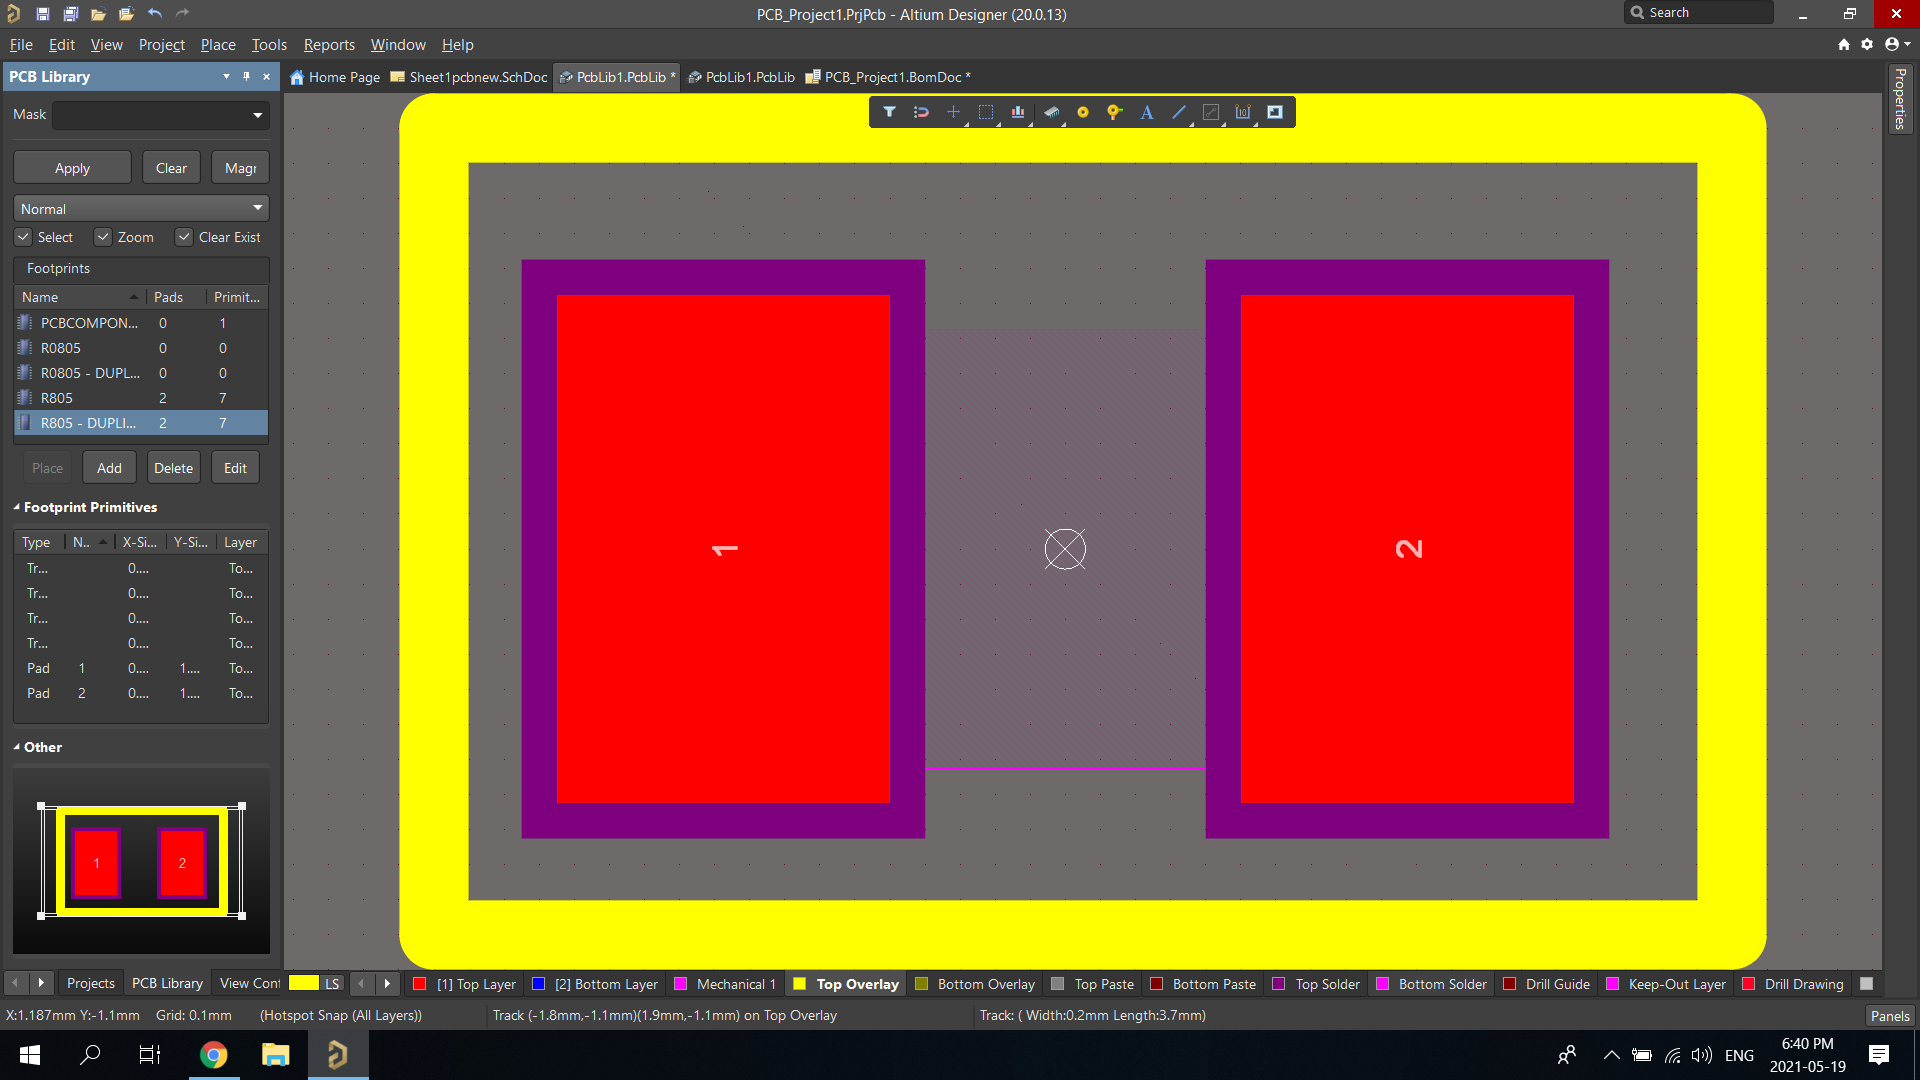 PCB_Project1.PrjPcb - Altium Designer (20.0.13)
Search
File Edit View Project Place Tools Reports Window Help
PCB Library
Home Page Sheet1pcbnew.SchDoc PcbLib1.PcbLib * PcbLib1.PcbLib PCB_Project1.BomDoc *
Properties
Mask
Apply Clear Magr
Normal
Select Zoom Clear Exist
Footprints
Name Pads Primit...
PCBCOMPON... 0 1
R0805 0 0
R0805 - DUPL... 0 0
R805 2 7
R805 - DUPLI... 2 7
Place Add Delete Edit
Footprint Primitives
Type N.. X-Si... Y-Si... Layer
Tr... 0.... To...
Tr... 0.... To...
Tr... 0.... To...
Tr... 0.... To...
Pad 1 0.... 1.... To...
Pad 2 0.... 1.... To...
Other
1 2
1
2
Projects PCB Library View Cont LS [1] Top Layer [2] Bottom Layer Mechanical 1 Top Overlay Bottom Overlay Top Paste Bottom Paste Top Solder Bottom Solder Drill Guide Keep-Out Layer Drill Drawing
X:1.187mm Y:-1.1mm Grid: 0.1mm (Hotspot Snap (All Layers)) Track (-1.8mm,-1.1mm)(1.9mm,-1.1mm) on Top Overlay Track: ( Width:0.2mm Length:3.7mm) Panels
ENG
6:40 PM
2021-05-19